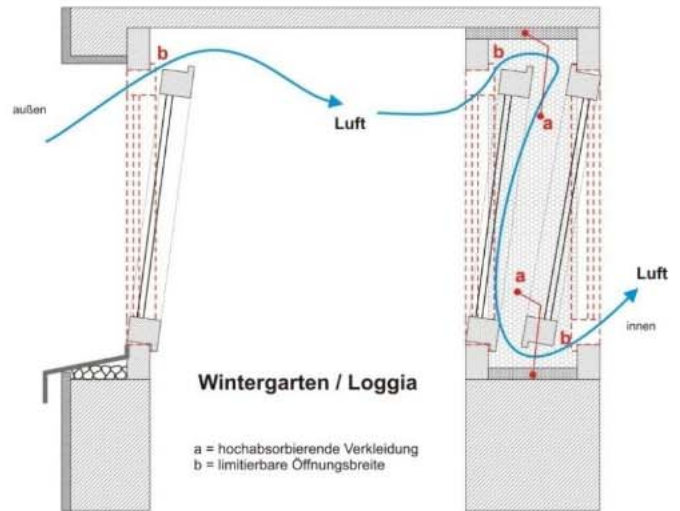 b
b
außen
Luft
a
a
Luft
b
innen
Wintergarten / Loggia
a = hochabsorbierende Verkleidung
b = limitierbare Öffnungsbreite